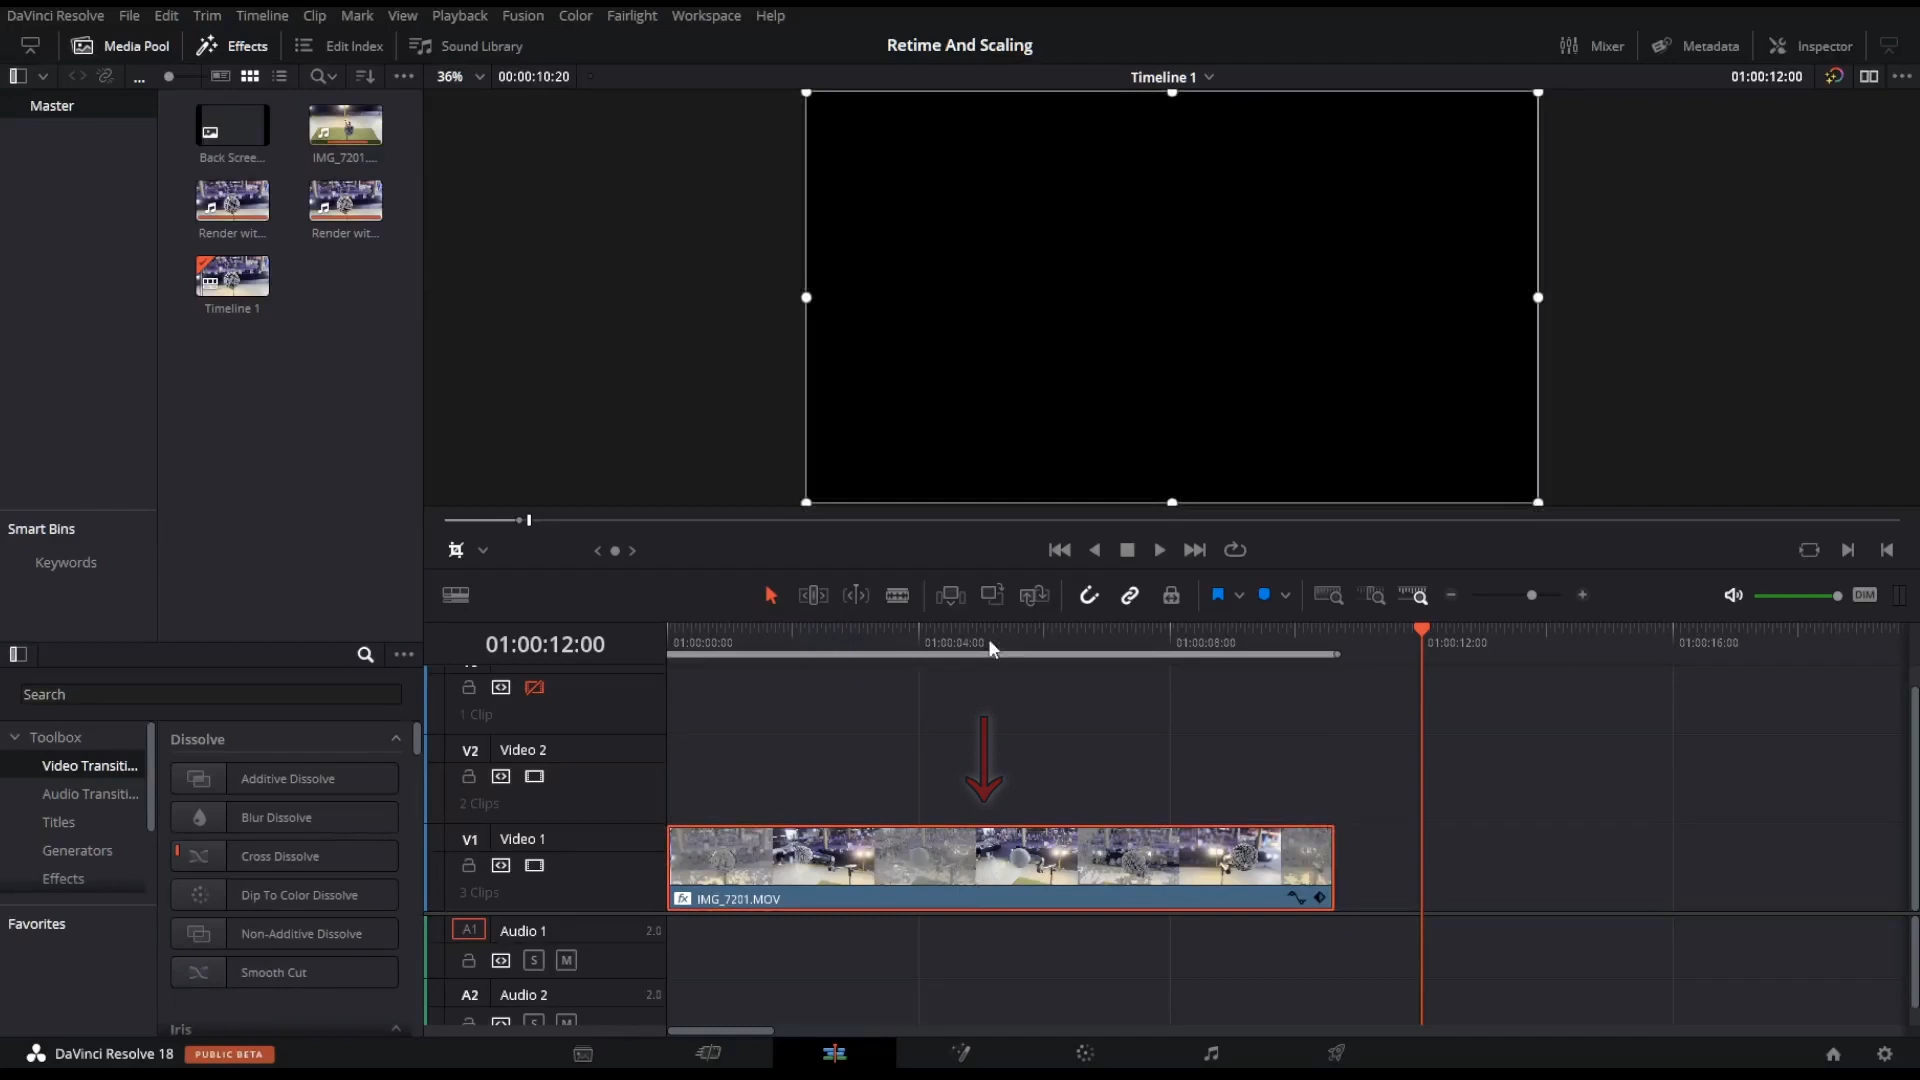 DaVinci Resolve File Edit Trim Timeline Clip Mark View Playback Fusion Color Fairlight Workspace Help
Media Pool Effects Edit Index Sound Library Retime And Scaling Mixer Metadata Inspector
... 36% 00:00:10:20 Timeline 1 01:00:12:00
Master
Back Scree... IMG_7201....
Render wit... Render wit...
Timeline 1
Smart Bins
Keywords
01:00:12:00 01:00:00:00 01:00:04:00 01:00:08:00 01:00:12:00 01:00:16:00
DIM
Search
1 Clip
Toolbox
Video Transiti...
Audio Transiti...
Titles
Generators
Effects
Favorites
Dissolve
Additive Dissolve
Blur Dissolve
Cross Dissolve
Dip To Color Dissolve
Non-Additive Dissolve
Smooth Cut
Iris
V2 Video 2
2 Clips
V1 Video 1
3 Clips
fx IMG_7201.MOV
A1 Audio 1 2.0
S M
A2 Audio 2 2.0
S M
DaVinci Resolve 18 PUBLIC BETA